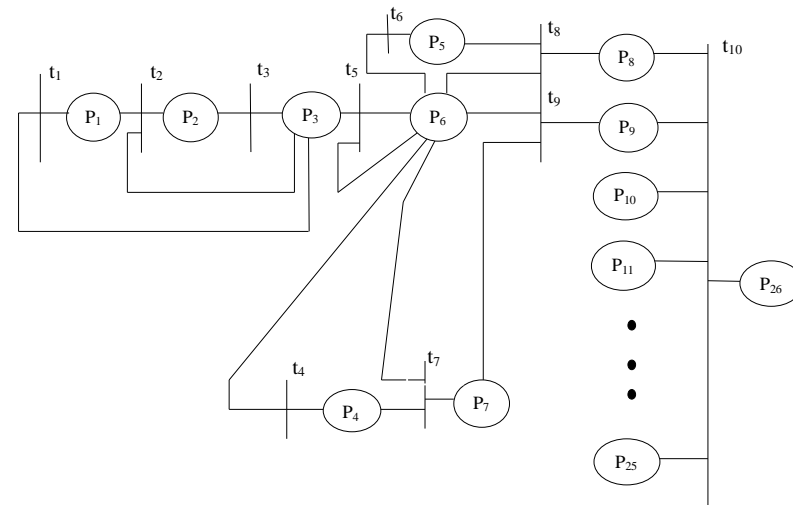 t₆
P₅
t₈
P₈
t₁₀
t₁
t₂
t₃
t₅
P₁
P₂
P₃
P₆
t₉
P₉
P₁₀
P₁₁
P₂₆
t₄
t₇
P₄
P₇
P₂₅